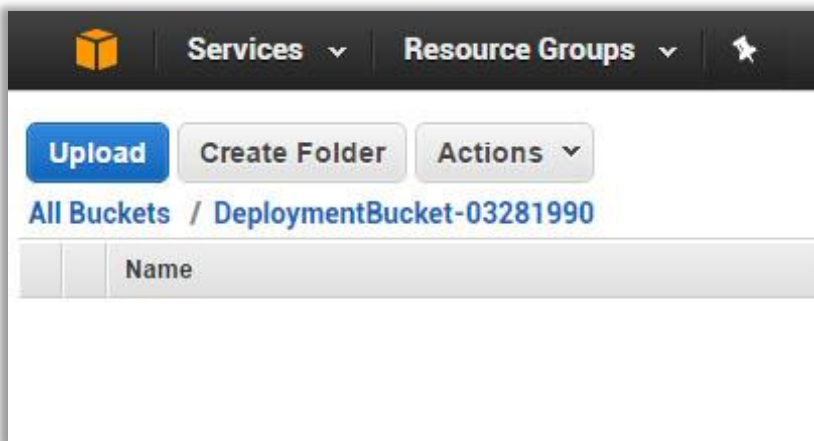 Services Resource Groups
Upload Create Folder Actions
All Buckets / DeploymentBucket-03281990
Name